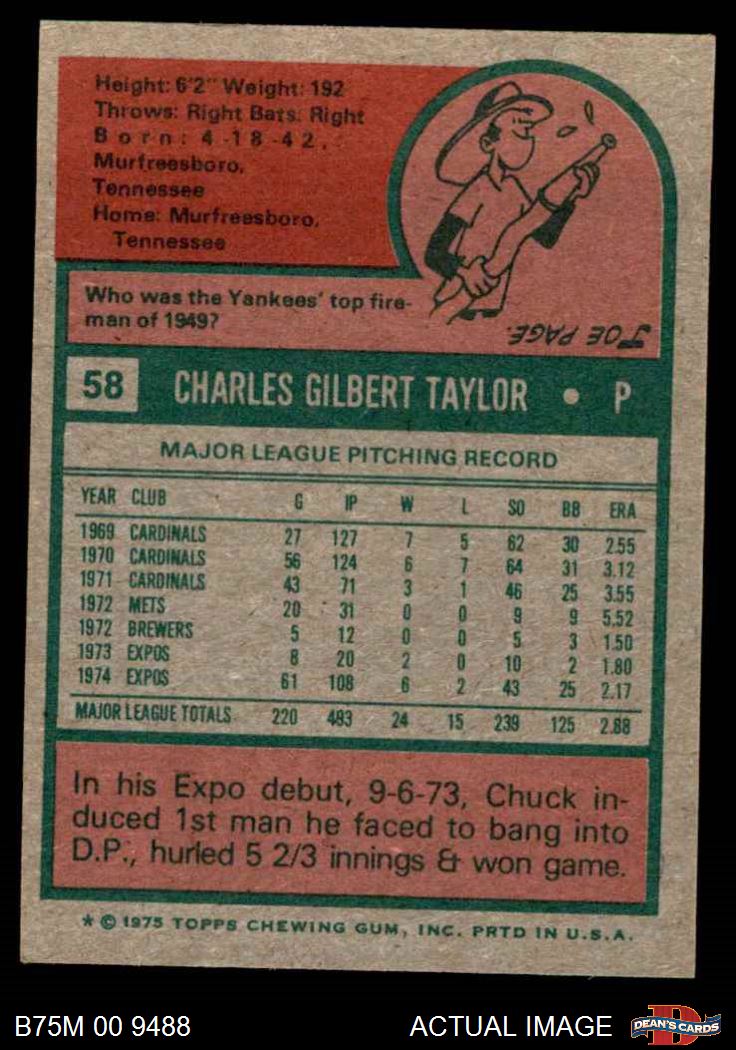 Height: 6'2" Weight: 192
Throws: Right Bats: Right
Born: 4-18-42,
Murfreesboro,
Tennessee
Home: Murfreesboro,
Tennessee
Who was the Yankees' top fire-
man of 1949?
JOE PAGE.
58 CHARLES GILBERT TAYLOR • P
MAJOR LEAGUE PITCHING RECORD
YEAR CLUB G IP W L SO BB ERA
1969 CARDINALS 27 127 7 5 62 30 2.55
1970 CARDINALS 56 124 6 7 64 31 3.12
1971 CARDINALS 43 71 3 1 46 25 3.55
1972 METS 20 31 0 0 9 9 5.52
1972 BREWERS 5 12 0 0 5 3 1.50
1973 EXPOS 8 20 2 0 10 2 1.80
1974 EXPOS 61 108 6 2 43 25 2.17
MAJOR LEAGUE TOTALS 220 493 24 15 239 125 2.88
In his Expo debut, 9-6-73, Chuck in-
duced 1st man he faced to bang into
D.P., hurled 5 2/3 innings & won game.
* © 1975 TOPPS CHEWING GUM, INC. PRTD IN U.S.A.
B75M 00 9488 ACTUAL IMAGE D DEAN'S CARDS